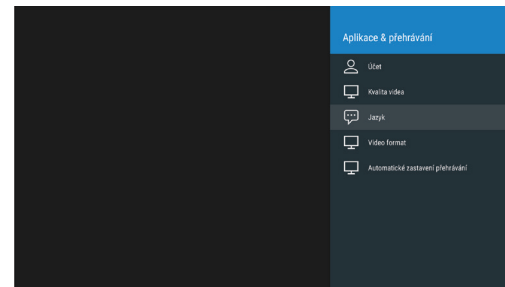 Aplikace & přehrávání
Účet
Kvalita videa
Jazyk
Video format
Automatické zastavení přehrávání